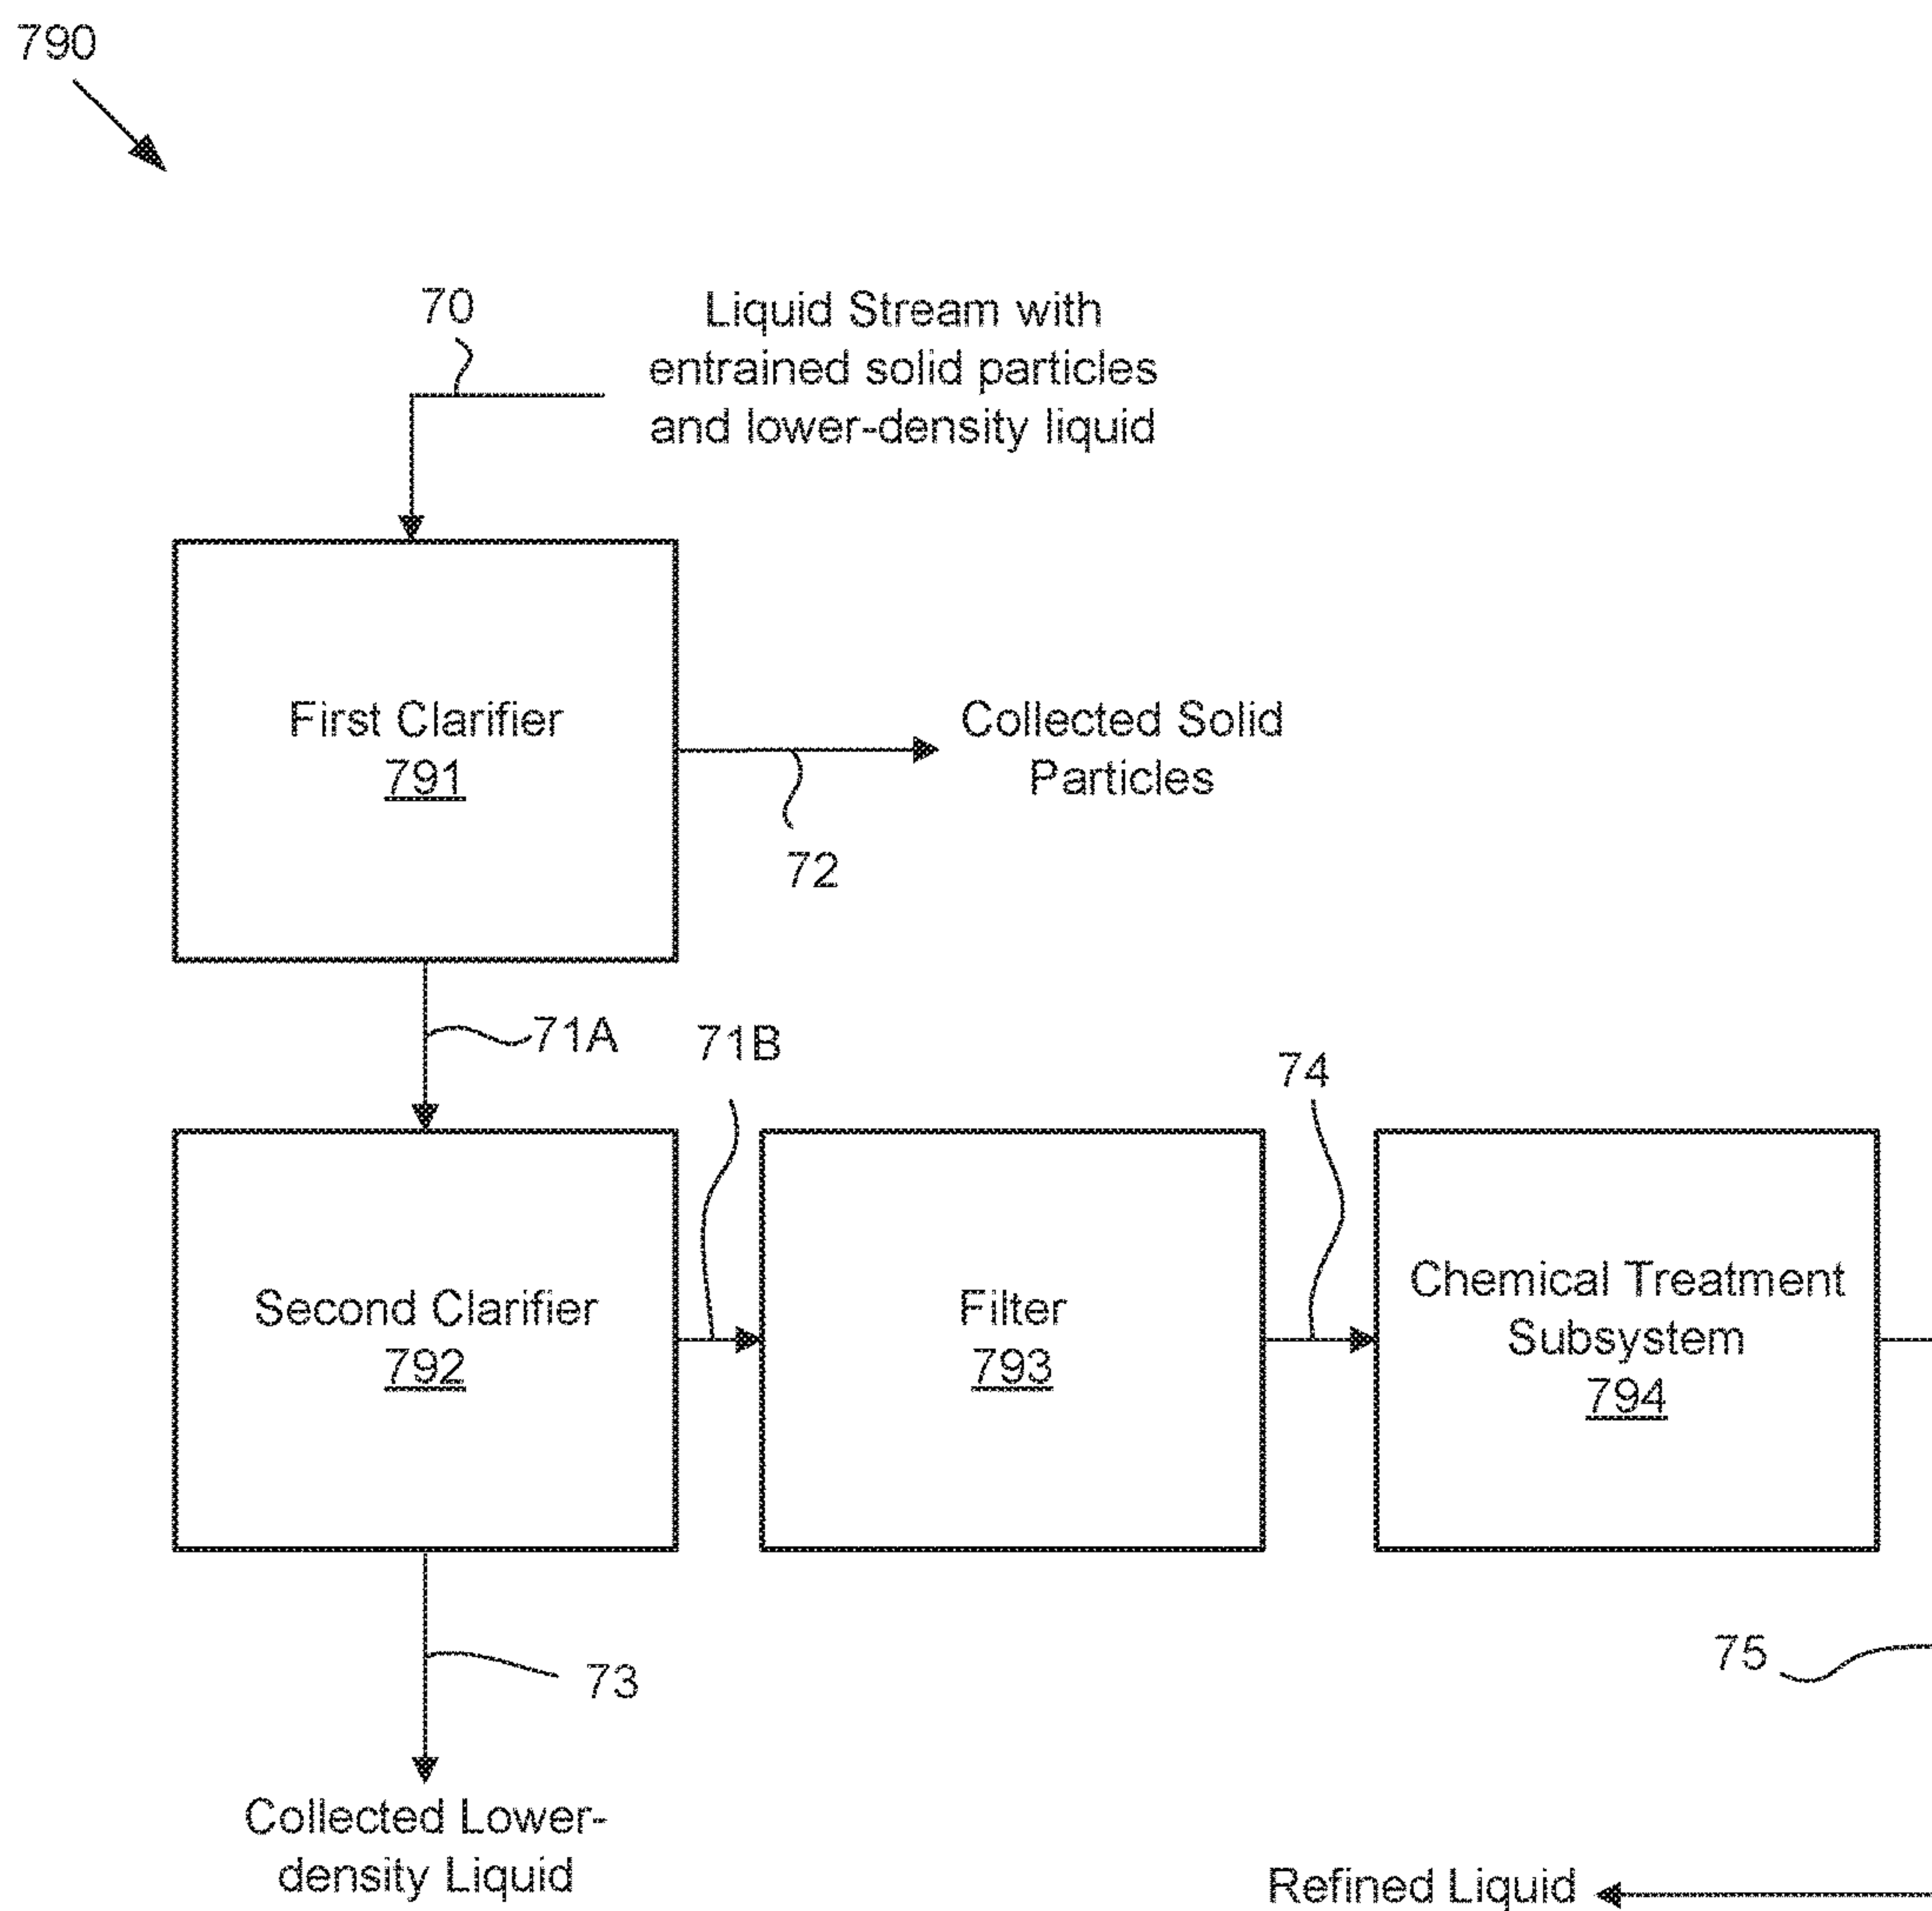 790
70
Liquid Stream with
entrained solid particles
and lower-density liquid
First Clarifier
791
Collected Solid
Particles
72
71A
71B
74
Second Clarifier
792
Filter
793
Chemical Treatment
Subsystem
794
73
75
Collected Lower-
density Liquid
Refined Liquid